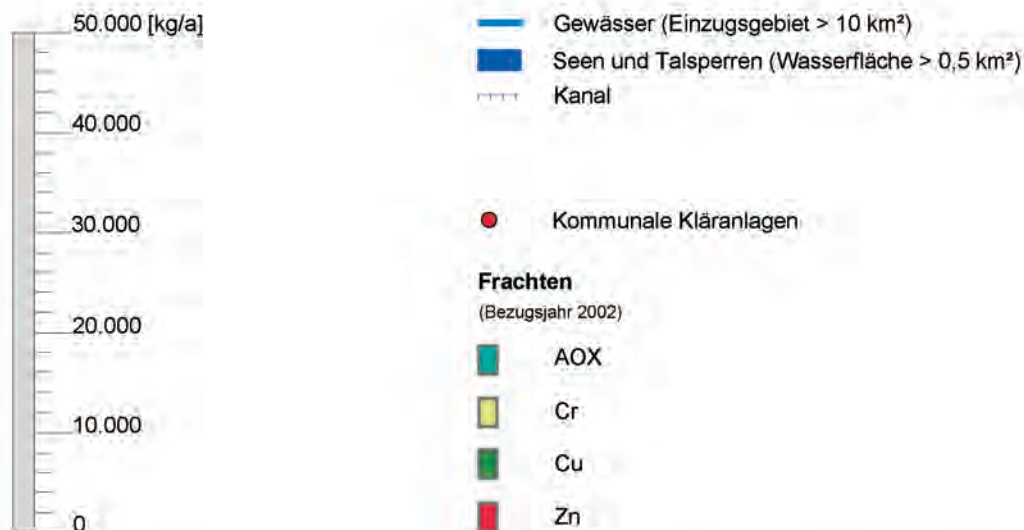 50.000 [kg/a]
40.000
30.000
20.000
10.000
0
Gewässer (Einzugsgebiet > 10 km²)
Seen und Talsperren (Wasserfläche > 0,5 km²)
Kanal
Kommunale Kläranlagen
Frachten
(Bezugsjahr 2002)
AOX
Cr
Cu
Zn